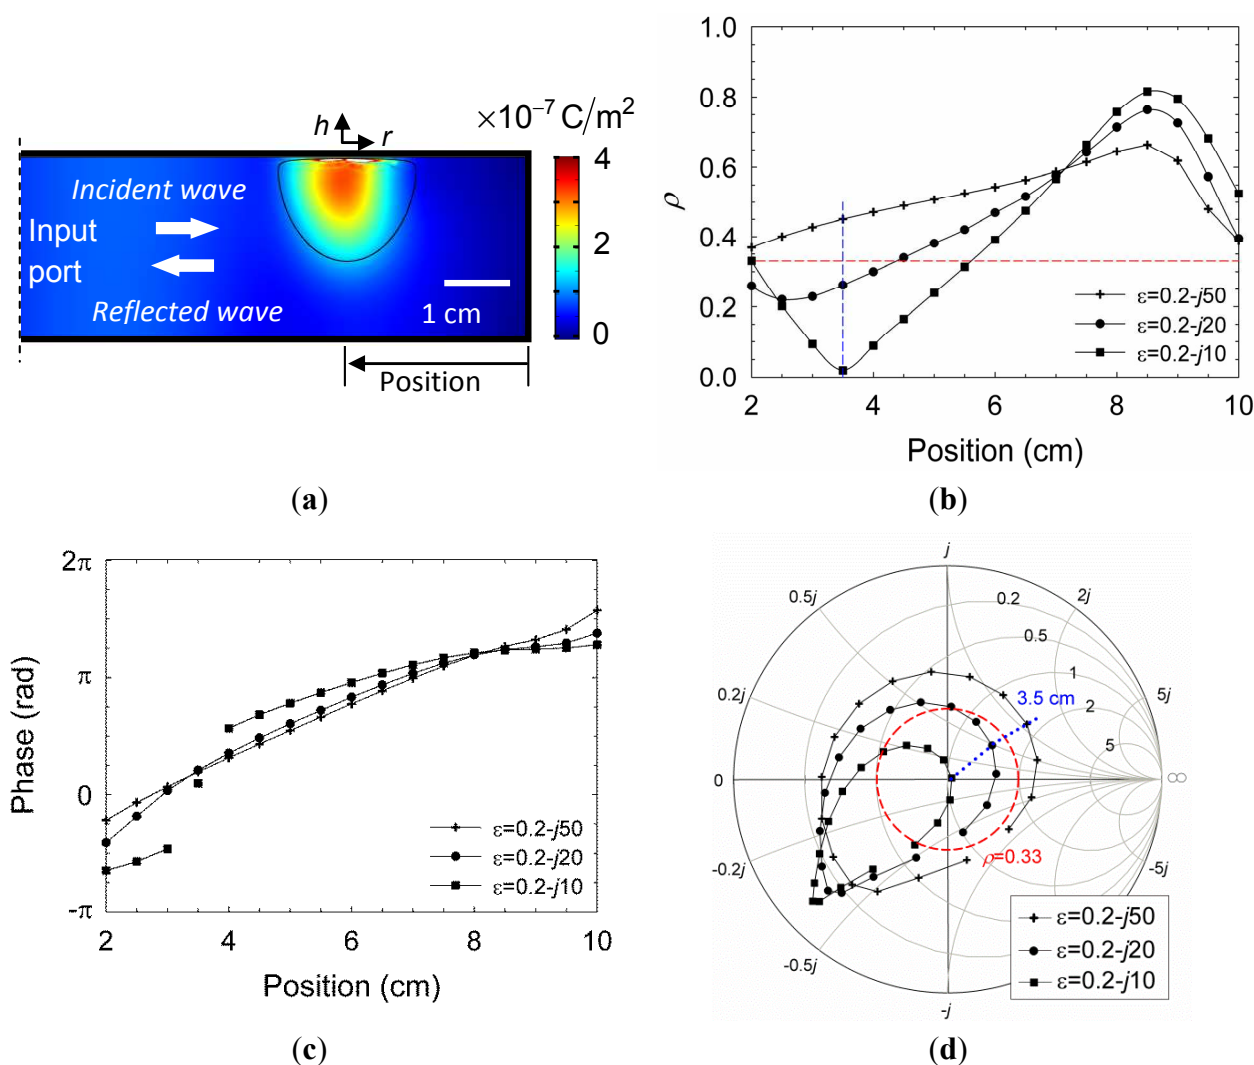 h
r
×10⁻⁷ C/m²
4
2
0
Incident wave
Input
port
Reflected wave
1 cm
Position
(a)
1.0
0.8
0.6
0.4
0.2
0.0
ρ
ε=0.2-j50
ε=0.2-j20
ε=0.2-j10
2 4 6 8 10
Position (cm)
(b)
2π
π
0
-π
Phase (rad)
ε=0.2-j50
ε=0.2-j20
ε=0.2-j10
2 4 6 8 10
Position (cm)
(c)
j
0.5j
2j
0.2
0.5
1
0.2j
5j
3.5 cm
2
5
0
∞
ρ=0.33
-0.2j
-5j
-0.5j
-j
ε=0.2-j50
ε=0.2-j20
ε=0.2-j10
(d)